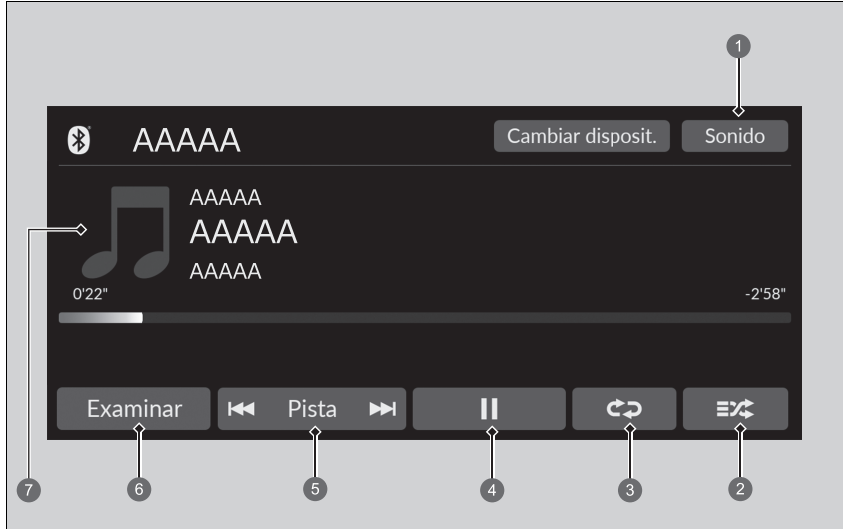 1
AAAAA
Cambiar disposit.
Sonido
AAAAA
AAAAA
AAAAA
7
0'22"
-2'58"
Examinar
Pista
6
5
4
3
2